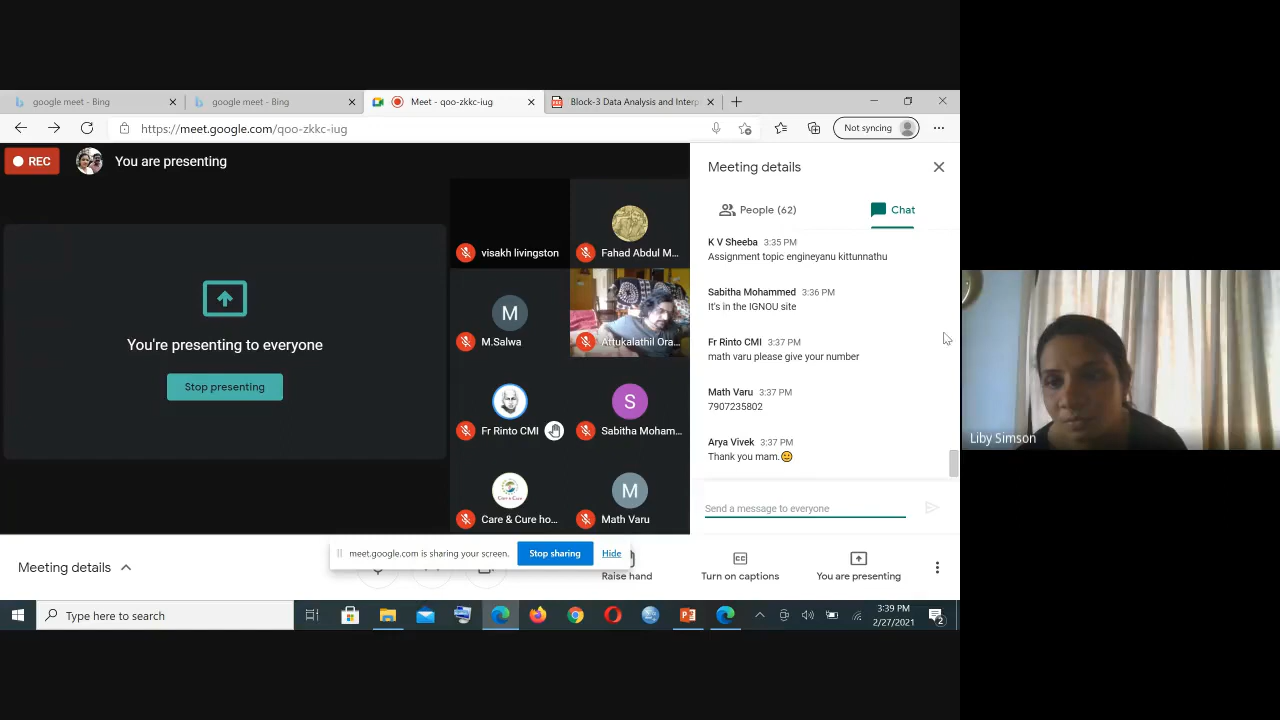 google meet - Bing
google meet - Bing
Meet - qoo-zkkc-iug
Block-3 Data Analysis and Interp
https://meet.google.com/qoo-zkkc-iug
Not syncing
REC
You are presenting
You're presenting to everyone
Stop presenting
visakh livingston
Fahad Abdul M...
M
M.Salwa
Attukalathil Ora...
Fr Rinto CMI
S
Sabitha Moham...
Care & Cure ho...
M
Math Varu
Meeting details
People (62)
Chat
K V Sheeba 3:35 PM
Assignment topic engineyanu kittunnathu
Sabitha Mohammed 3:36 PM
It's in the IGNOU site
Fr Rinto CMI 3:37 PM
math varu please give your number
Math Varu 3:37 PM
7907235802
Arya Vivek 3:37 PM
Thank you mam.🙂
Send a message to everyone
Liby Simson
meet.google.com is sharing your screen.
Stop sharing
Hide
Meeting details
Raise hand
Turn on captions
You are presenting
Type here to search
3:39 PM
2/27/2021
2